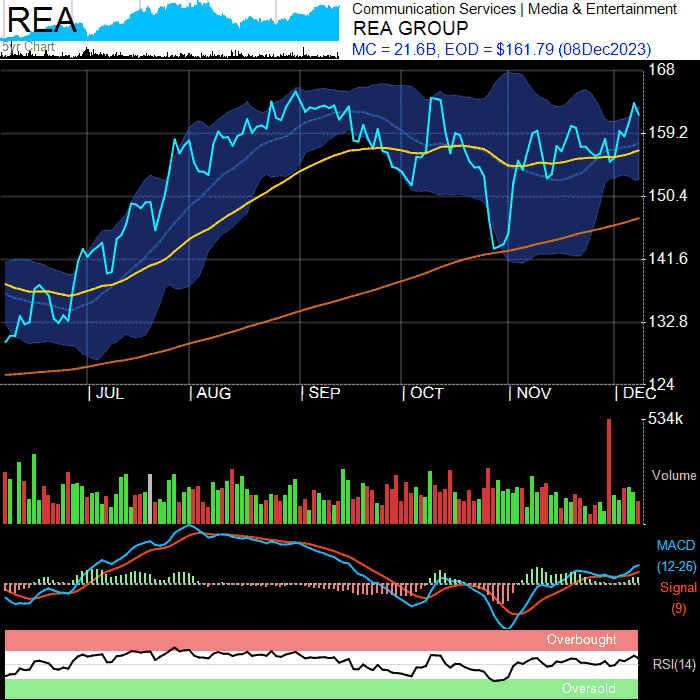 REA
5yr Chart
Communication Services | Media & Entertainment
REA GROUP
MC = 21.6B, EOD = $161.79 (08Dec2023)
168
159.2
150.4
141.6
132.8
124
| JUL | AUG | SEP | OCT | NOV | DEC
534k
Volume
MACD
(12-26)
Signal
(9)
Overbought
RSI(14)
Oversold